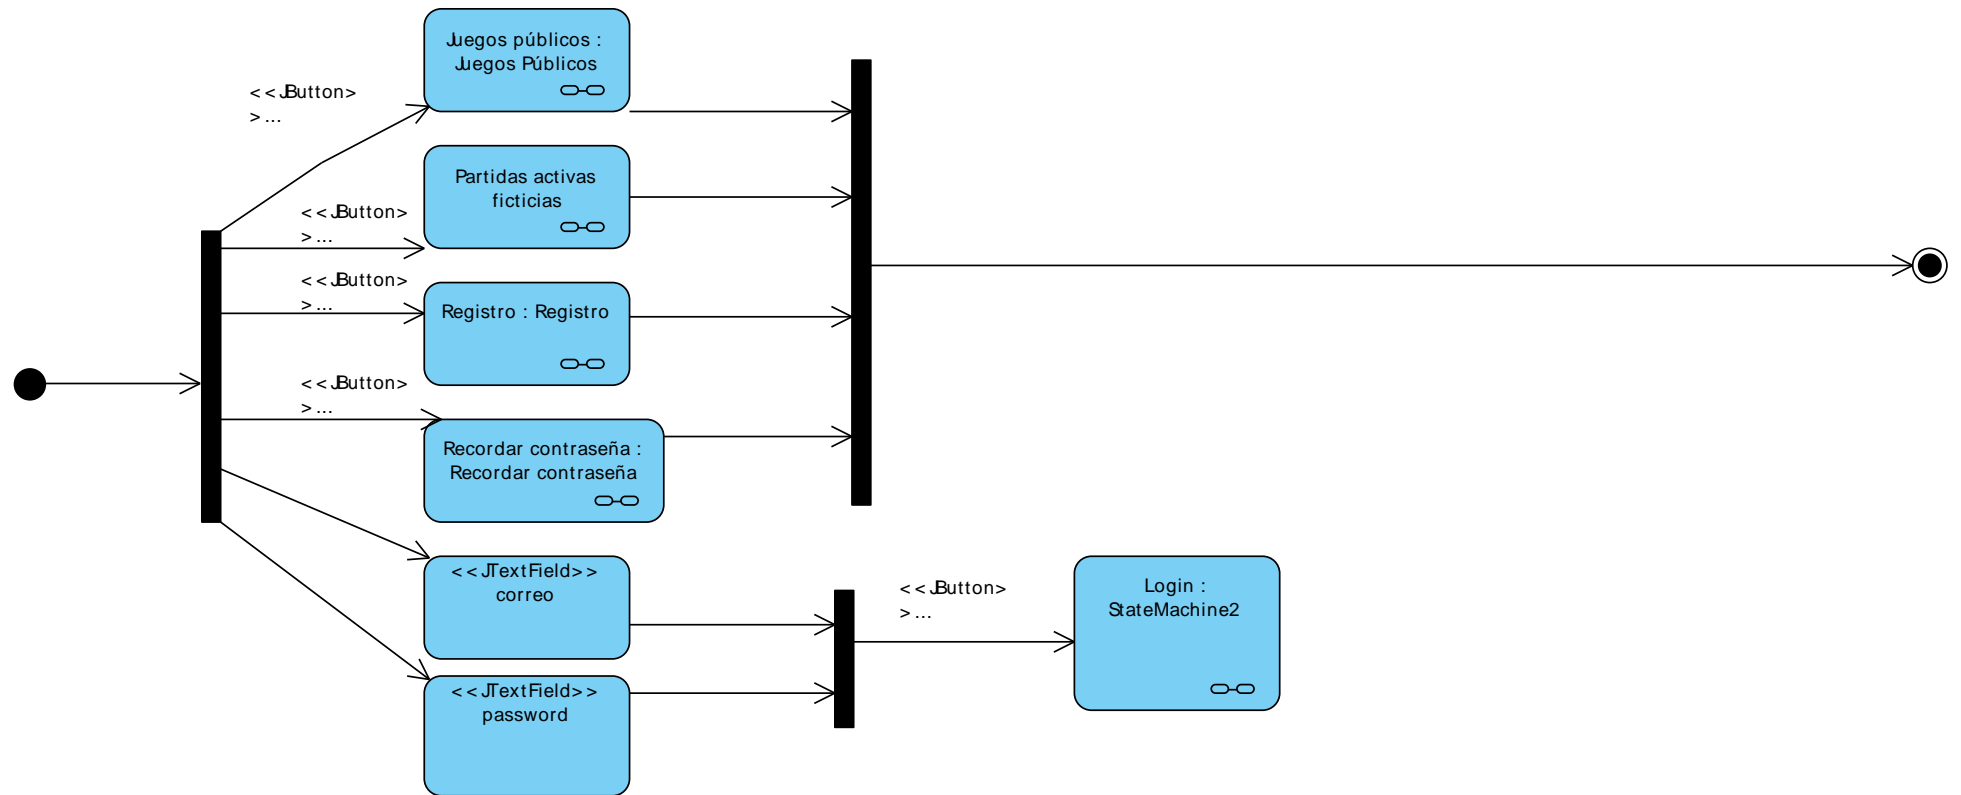 Juegos públicos :
Juegos Públicos
<<JButton>
>...
Partidas activas
ficticias
<<JButton>
>...
<<JButton>
>...
Registro : Registro
<<JButton>
>...
Recordar contraseña :
Recordar contraseña
<<JTextField>>
correo
<<JButton>
>...
Login :
StateMachine2
<<JTextField>>
password